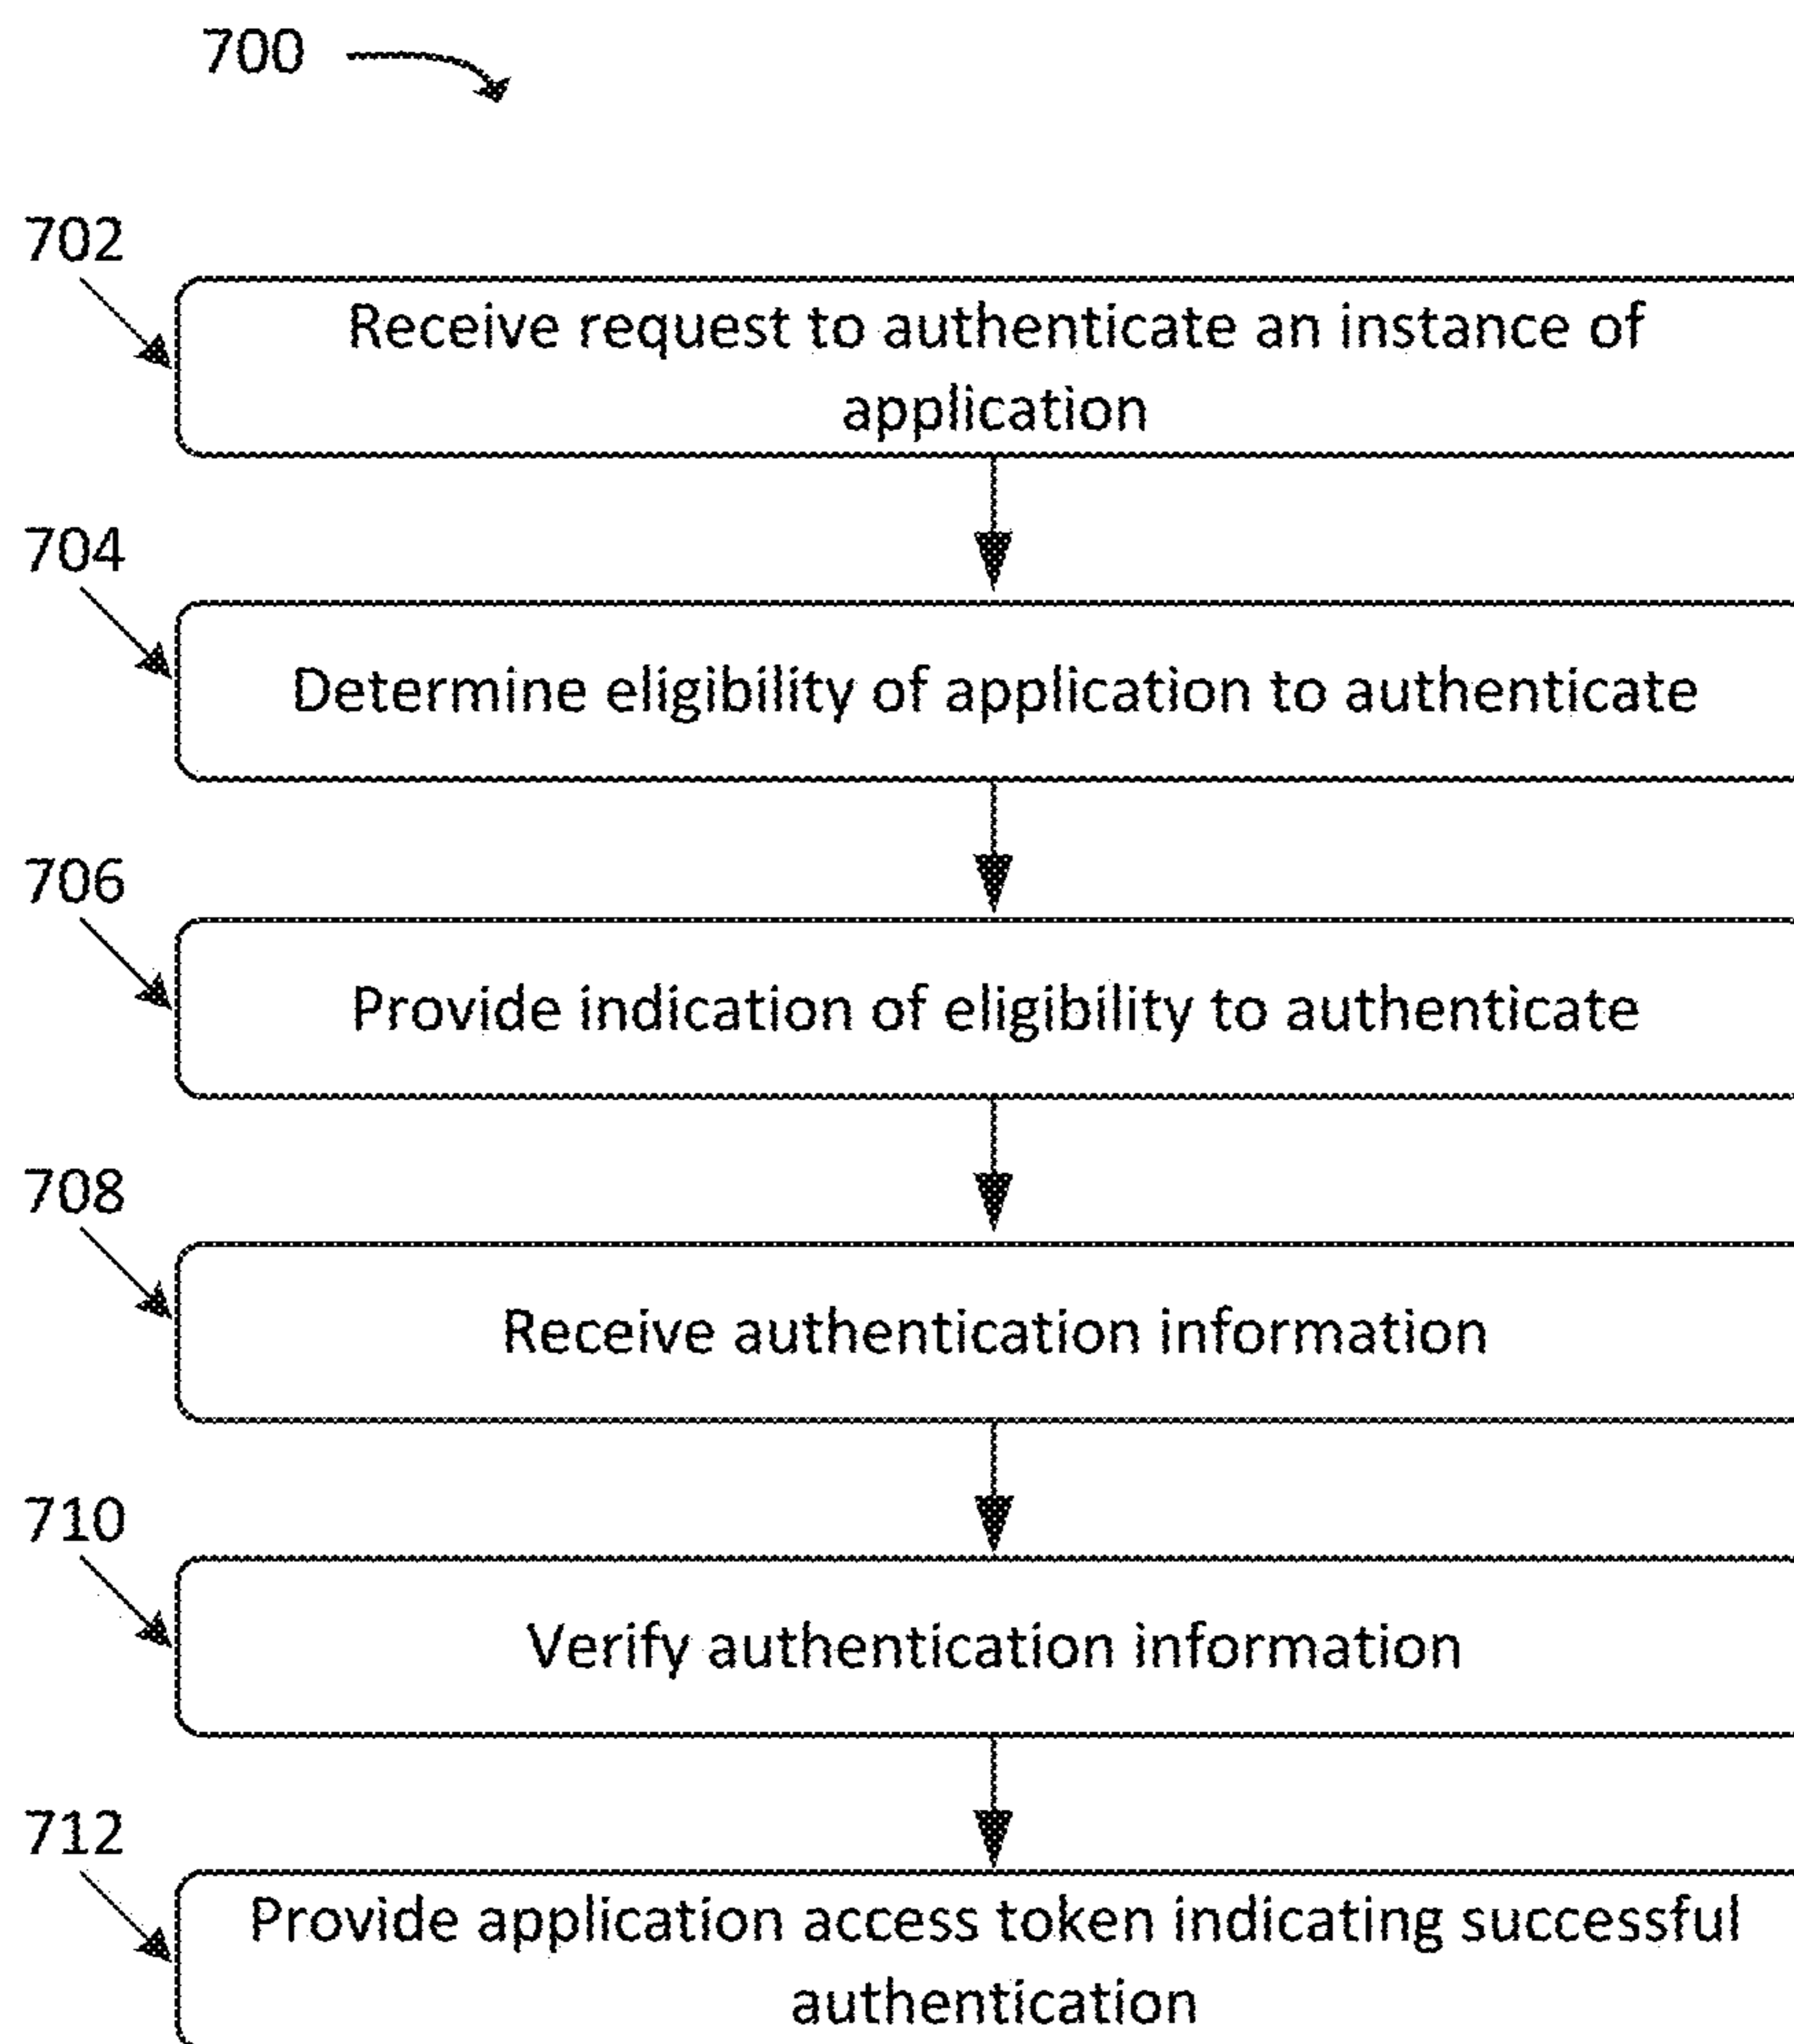 700
702
Receive request to authenticate an instance of
application
704
Determine eligibility of application to authenticate
706
Provide indication of eligibility to authenticate
708
Receive authentication information
710
Verify authentication information
712
Provide application access token indicating successful
authentication